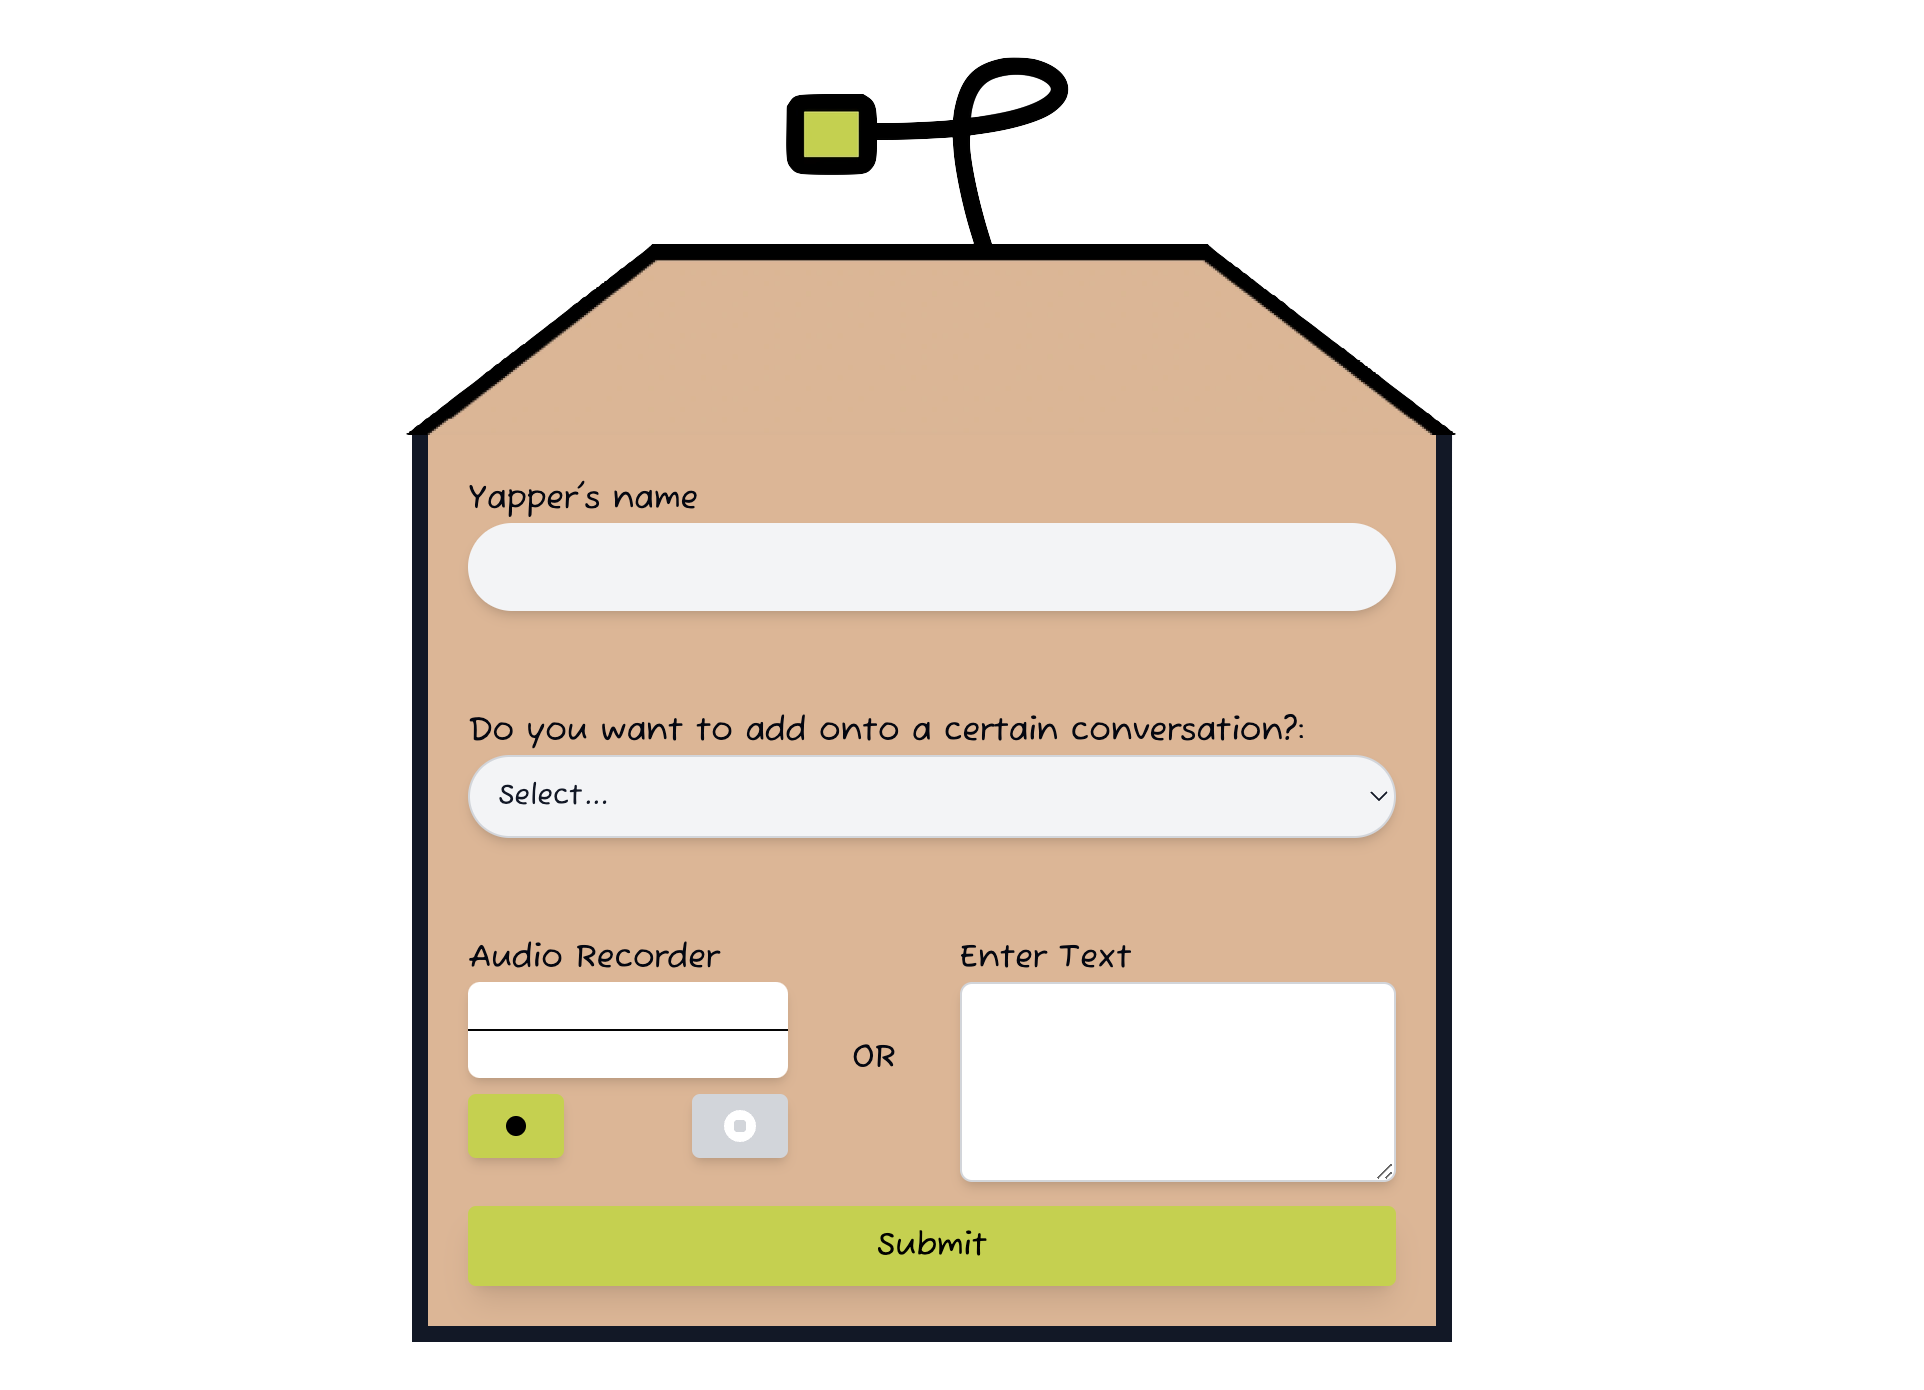 Yapper's name
Do you want to add onto a certain conversation?:
Select...
Audio Recorder
Enter Text
OR
Submit